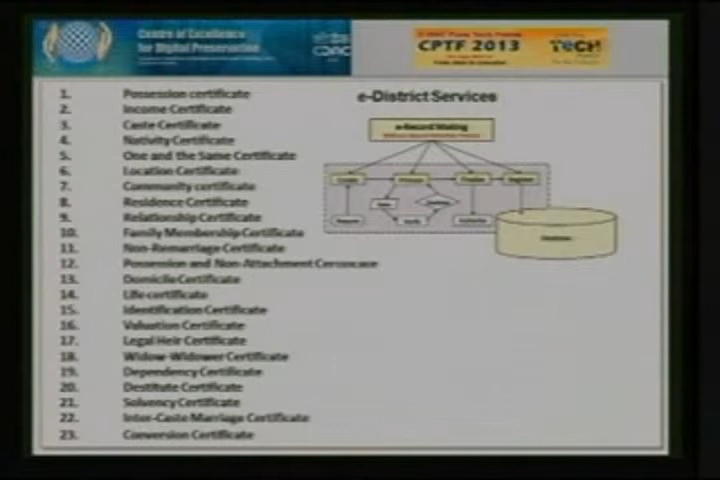 Centre of Excellence
for Digital Preservation
CPTF 2013
TECH
e-District Services
1. Possession certificate
2. Income Certificate
3. Caste Certificate
4. Nativity Certificate
5. One and the Same Certificate
6. Location Certificate
7. Community certificate
8. Residence Certificate
9. Relationship Certificate
10. Family Membership Certificate
11. Non-Remarriage Certificate
12. Possession and Non-Attachment
13. Domicile Certificate
14. Life certificate
15. Identification Certificate
16. Valuation Certificate
17. Legal Heir Certificate
18. Widow-Widower Certificate
19. Dependency Certificate
20. Destitute Certificate
21. Solvency Certificate
22. Inter-Caste Marriage Certificate
23. Conversion Certificate
e-Record Making